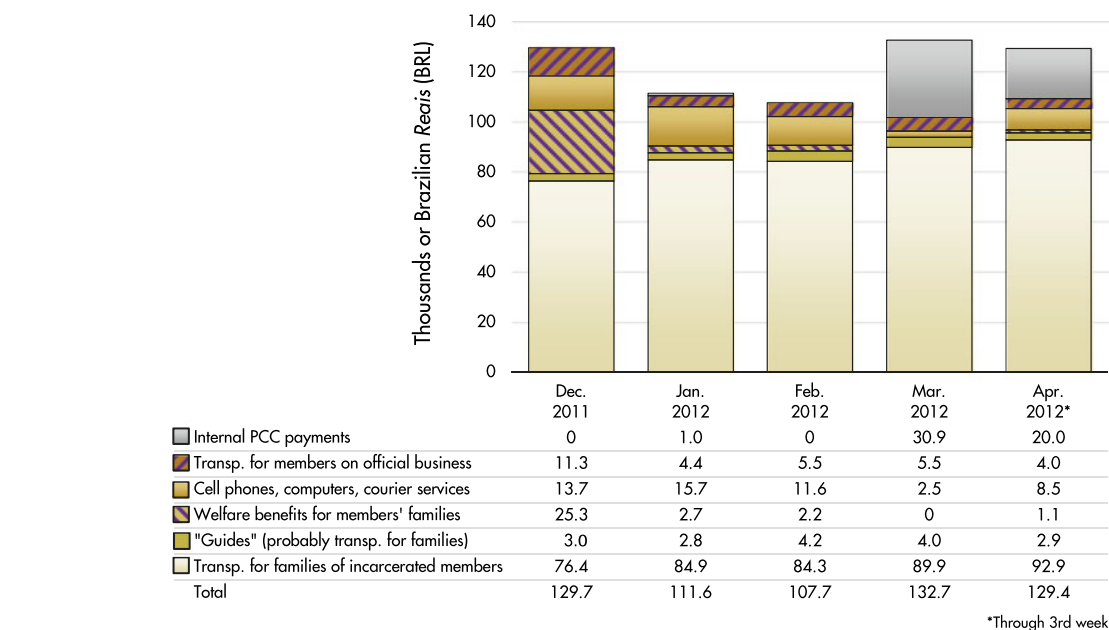 140
120
100
80
60
40
20
0
Thousands or Brazilian Reais (BRL)
Dec. Jan. Feb. Mar. Apr.
2011 2012 2012 2012 2012*
Internal PCC payments 0 1.0 0 30.9 20.0
Transp. for members on official business 11.3 4.4 5.5 5.5 4.0
Cell phones, computers, courier services 13.7 15.7 11.6 2.5 8.5
Welfare benefits for members' families 25.3 2.7 2.2 0 1.1
"Guides" (probably transp. for families) 3.0 2.8 4.2 4.0 2.9
Transp. for families of incarcerated members 76.4 84.9 84.3 89.9 92.9
Total 129.7 111.6 107.7 132.7 129.4
*Through 3rd week